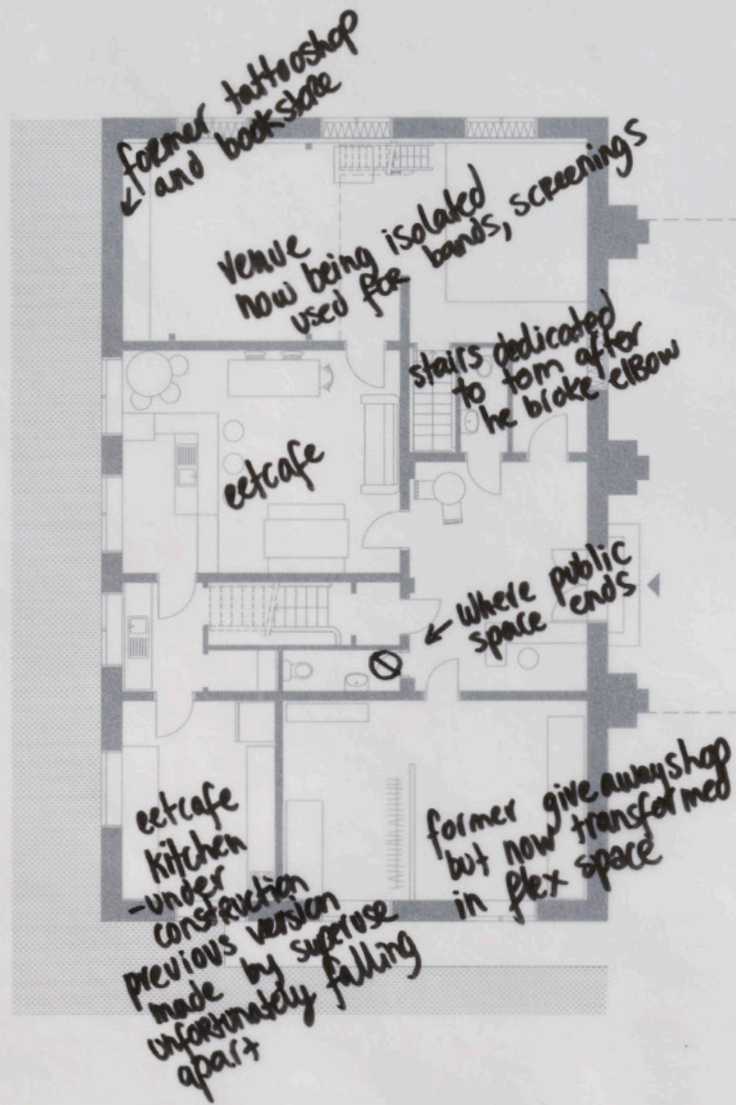 former tattooshop
and bookstore
venue
now being isolated
used for bands, screenings
stairs dedicated
to tom after
he broke elbow
eetcafe
where public
space ends
eetcafe
kitchen
-under
construction
previous version
made by superuse
unfortunately falling
apart
former giveawayshop
but now transformed
in flex space